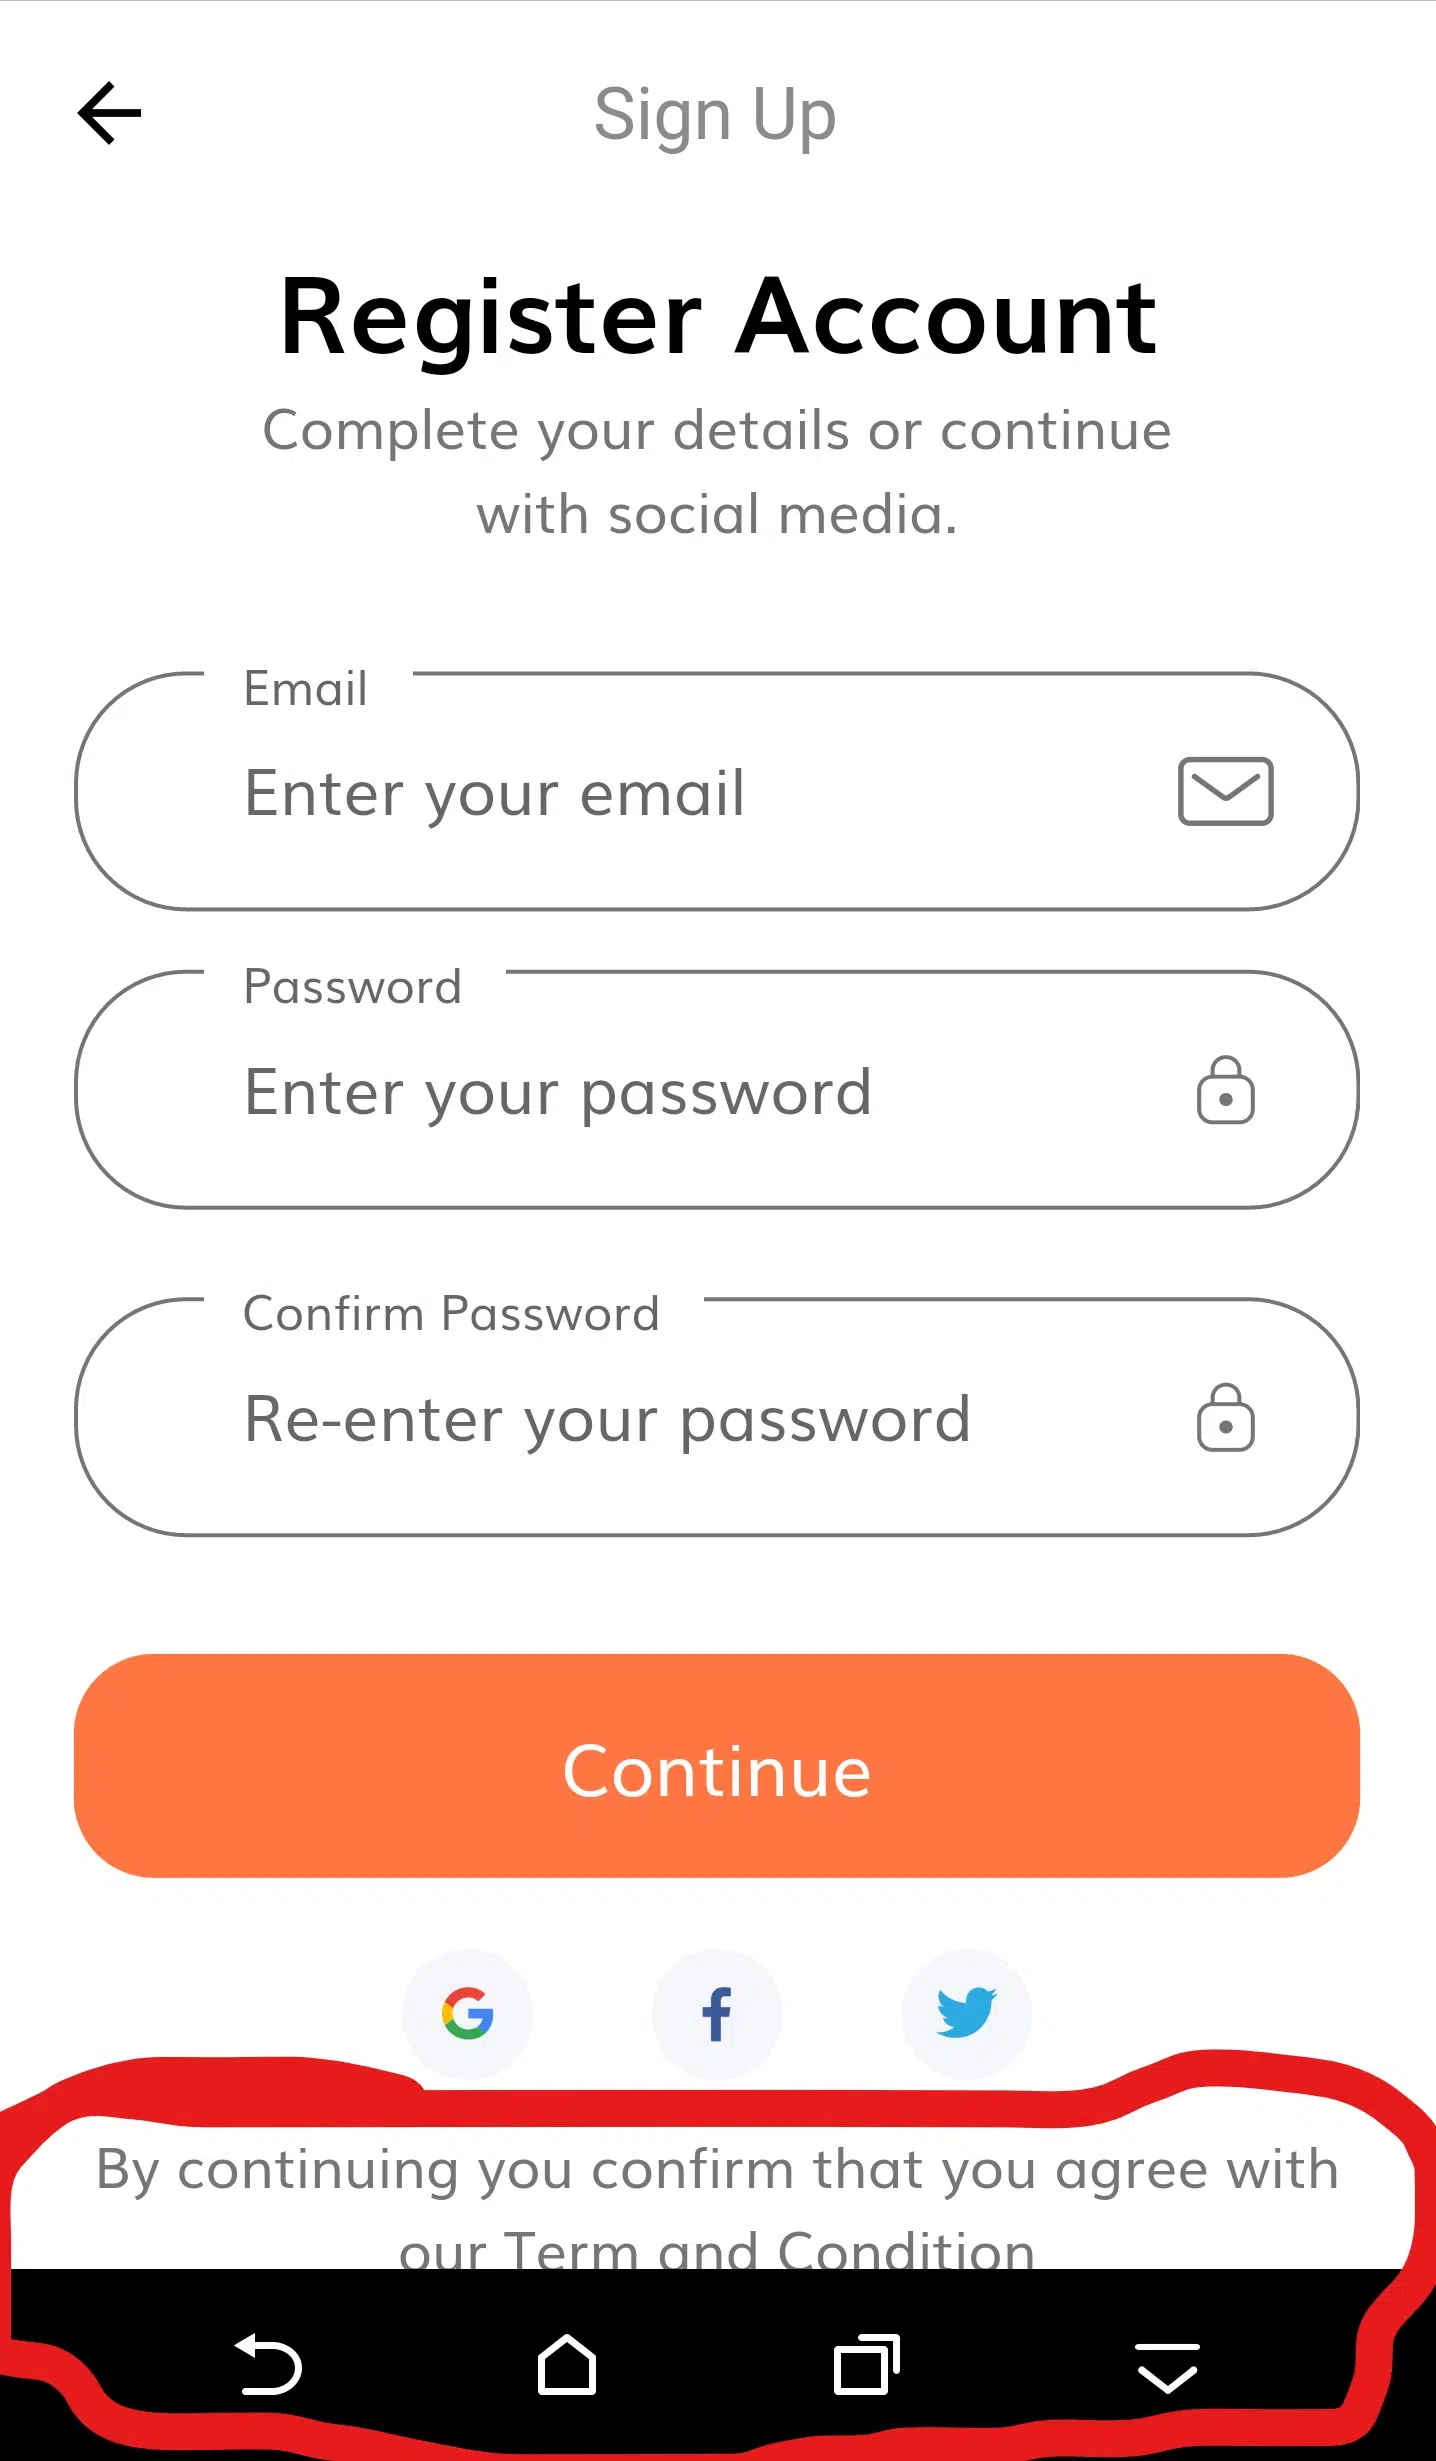 Sign Up
Register Account
Complete your details or continue
with social media.
Email
Enter your email
Password
Enter your password
Confirm Password
Re-enter your password
Continue
By continuing you confirm that you agree with
our Term and Condition